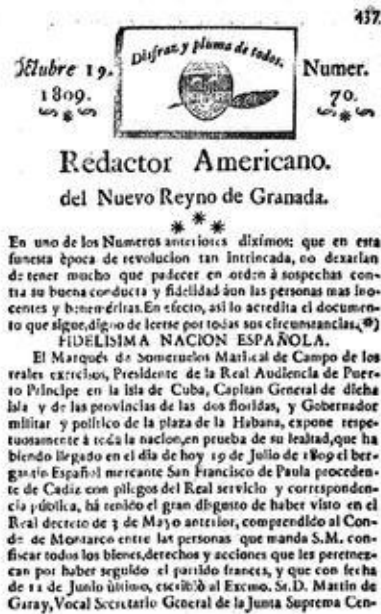 437.
Octubre 19.
1809.
Disfraz y pluma de todos.
Numer.
70.
Redactor Americano.
del Nuevo Reyno de Granada.
En uno de los Numeros anteriores diximos: que en esta
funesta época de revolucion tan intrincada, no dexarian
de tener mucho que padecer en orden à sospechas con-
tra su buena conducta y fidelidad àun las personas mas ino-
centes y benemèritas. En efecto, asi lo acredita el documen-
to que sigue, digno de leerse por todas sus circumstancias. (*)
FIDELISIMA NACION ESPAÑOLA.
El Marqués de Someruelos Mariscal de Campo de los
reales exercitos, Presidente de la Real Audiencia de Puer-
to Principe en la isla de Cuba, Capitan General de dicha
isla y de las provincias de las dos floridas, y Gobernador
militar y político de la plaza de la Habana, expone respe-
tuosamente à toda la nacion, en prueba de su lealtad, que ha
biendo llegado en el dia de hoy 19 de Julio de 1809 el ber-
gantin Español mercante San Francisco de Paula proceden-
te de Cadiz con pliegos del Real servicio y corresponden-
cia pública, há tenido el gran disgusto de haber visto en el
Real decreto de 3 de Mayo anterior, comprendido al Con-
de de Montarco entre las personas que manda S.M. con-
fiscar todos los bienes, derechos y acciones que les pertenez-
can por haber seguido el partido frances, y que con fecha
de 12 de Junio ùltimo, escribiò al Excmo. Sr. D. Martin de
Garay, Vocal Secretario General de la Junta Suprema Cen-